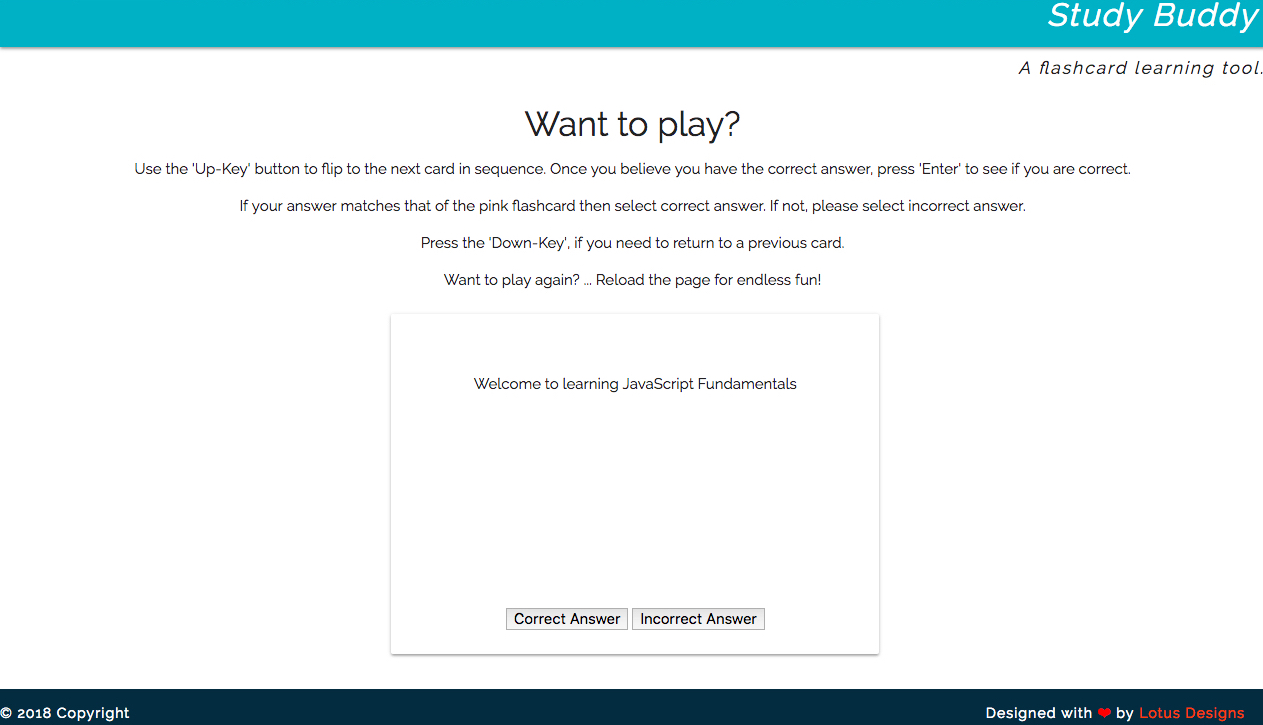 Study Buddy
A flashcard learning tool.
Want to play?
Use the 'Up-Key' button to flip to the next card in sequence. Once you believe you have the correct answer, press 'Enter' to see if you are correct.
If your answer matches that of the pink flashcard then select correct answer. If not, please select incorrect answer.
Press the 'Down-Key', if you need to return to a previous card.
Want to play again? ... Reload the page for endless fun!
Welcome to learning JavaScript Fundamentals
Correct Answer Incorrect Answer
© 2018 Copyright Designed with ❤ by Lotus Designs